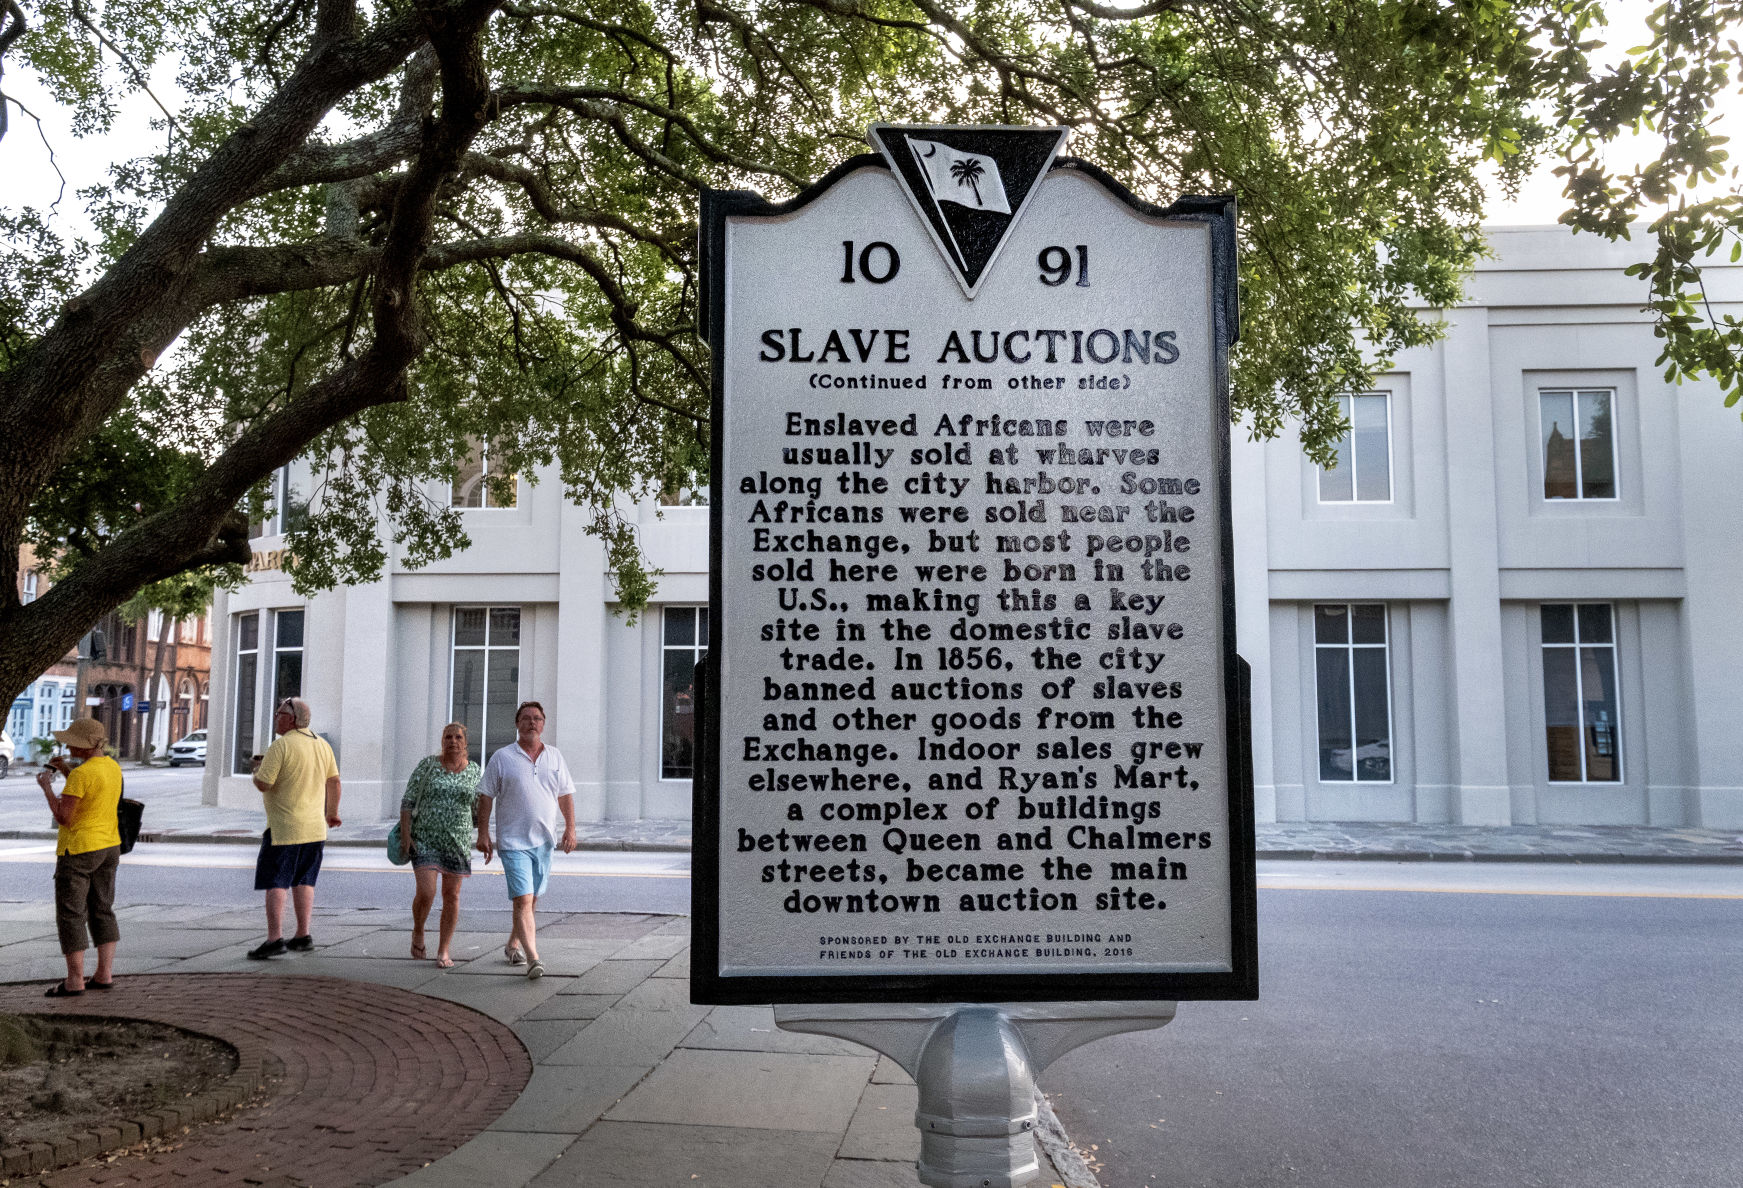 10 91
SLAVE AUCTIONS
(Continued from other side)
Enslaved Africans were
usually sold at wharves
along the city harbor. Some
Africans were sold near the
Exchange, but most people
sold here were born in the
U.S., making this a key
site in the domestic slave
trade. In 1856, the city
banned auctions of slaves
and other goods from the
Exchange. Indoor sales grew
elsewhere, and Ryan's Mart,
a complex of buildings
between Queen and Chalmers
streets, became the main
downtown auction site.
SPONSORED BY THE OLD EXCHANGE BUILDING AND
FRIENDS OF THE OLD EXCHANGE BUILDING, 2016